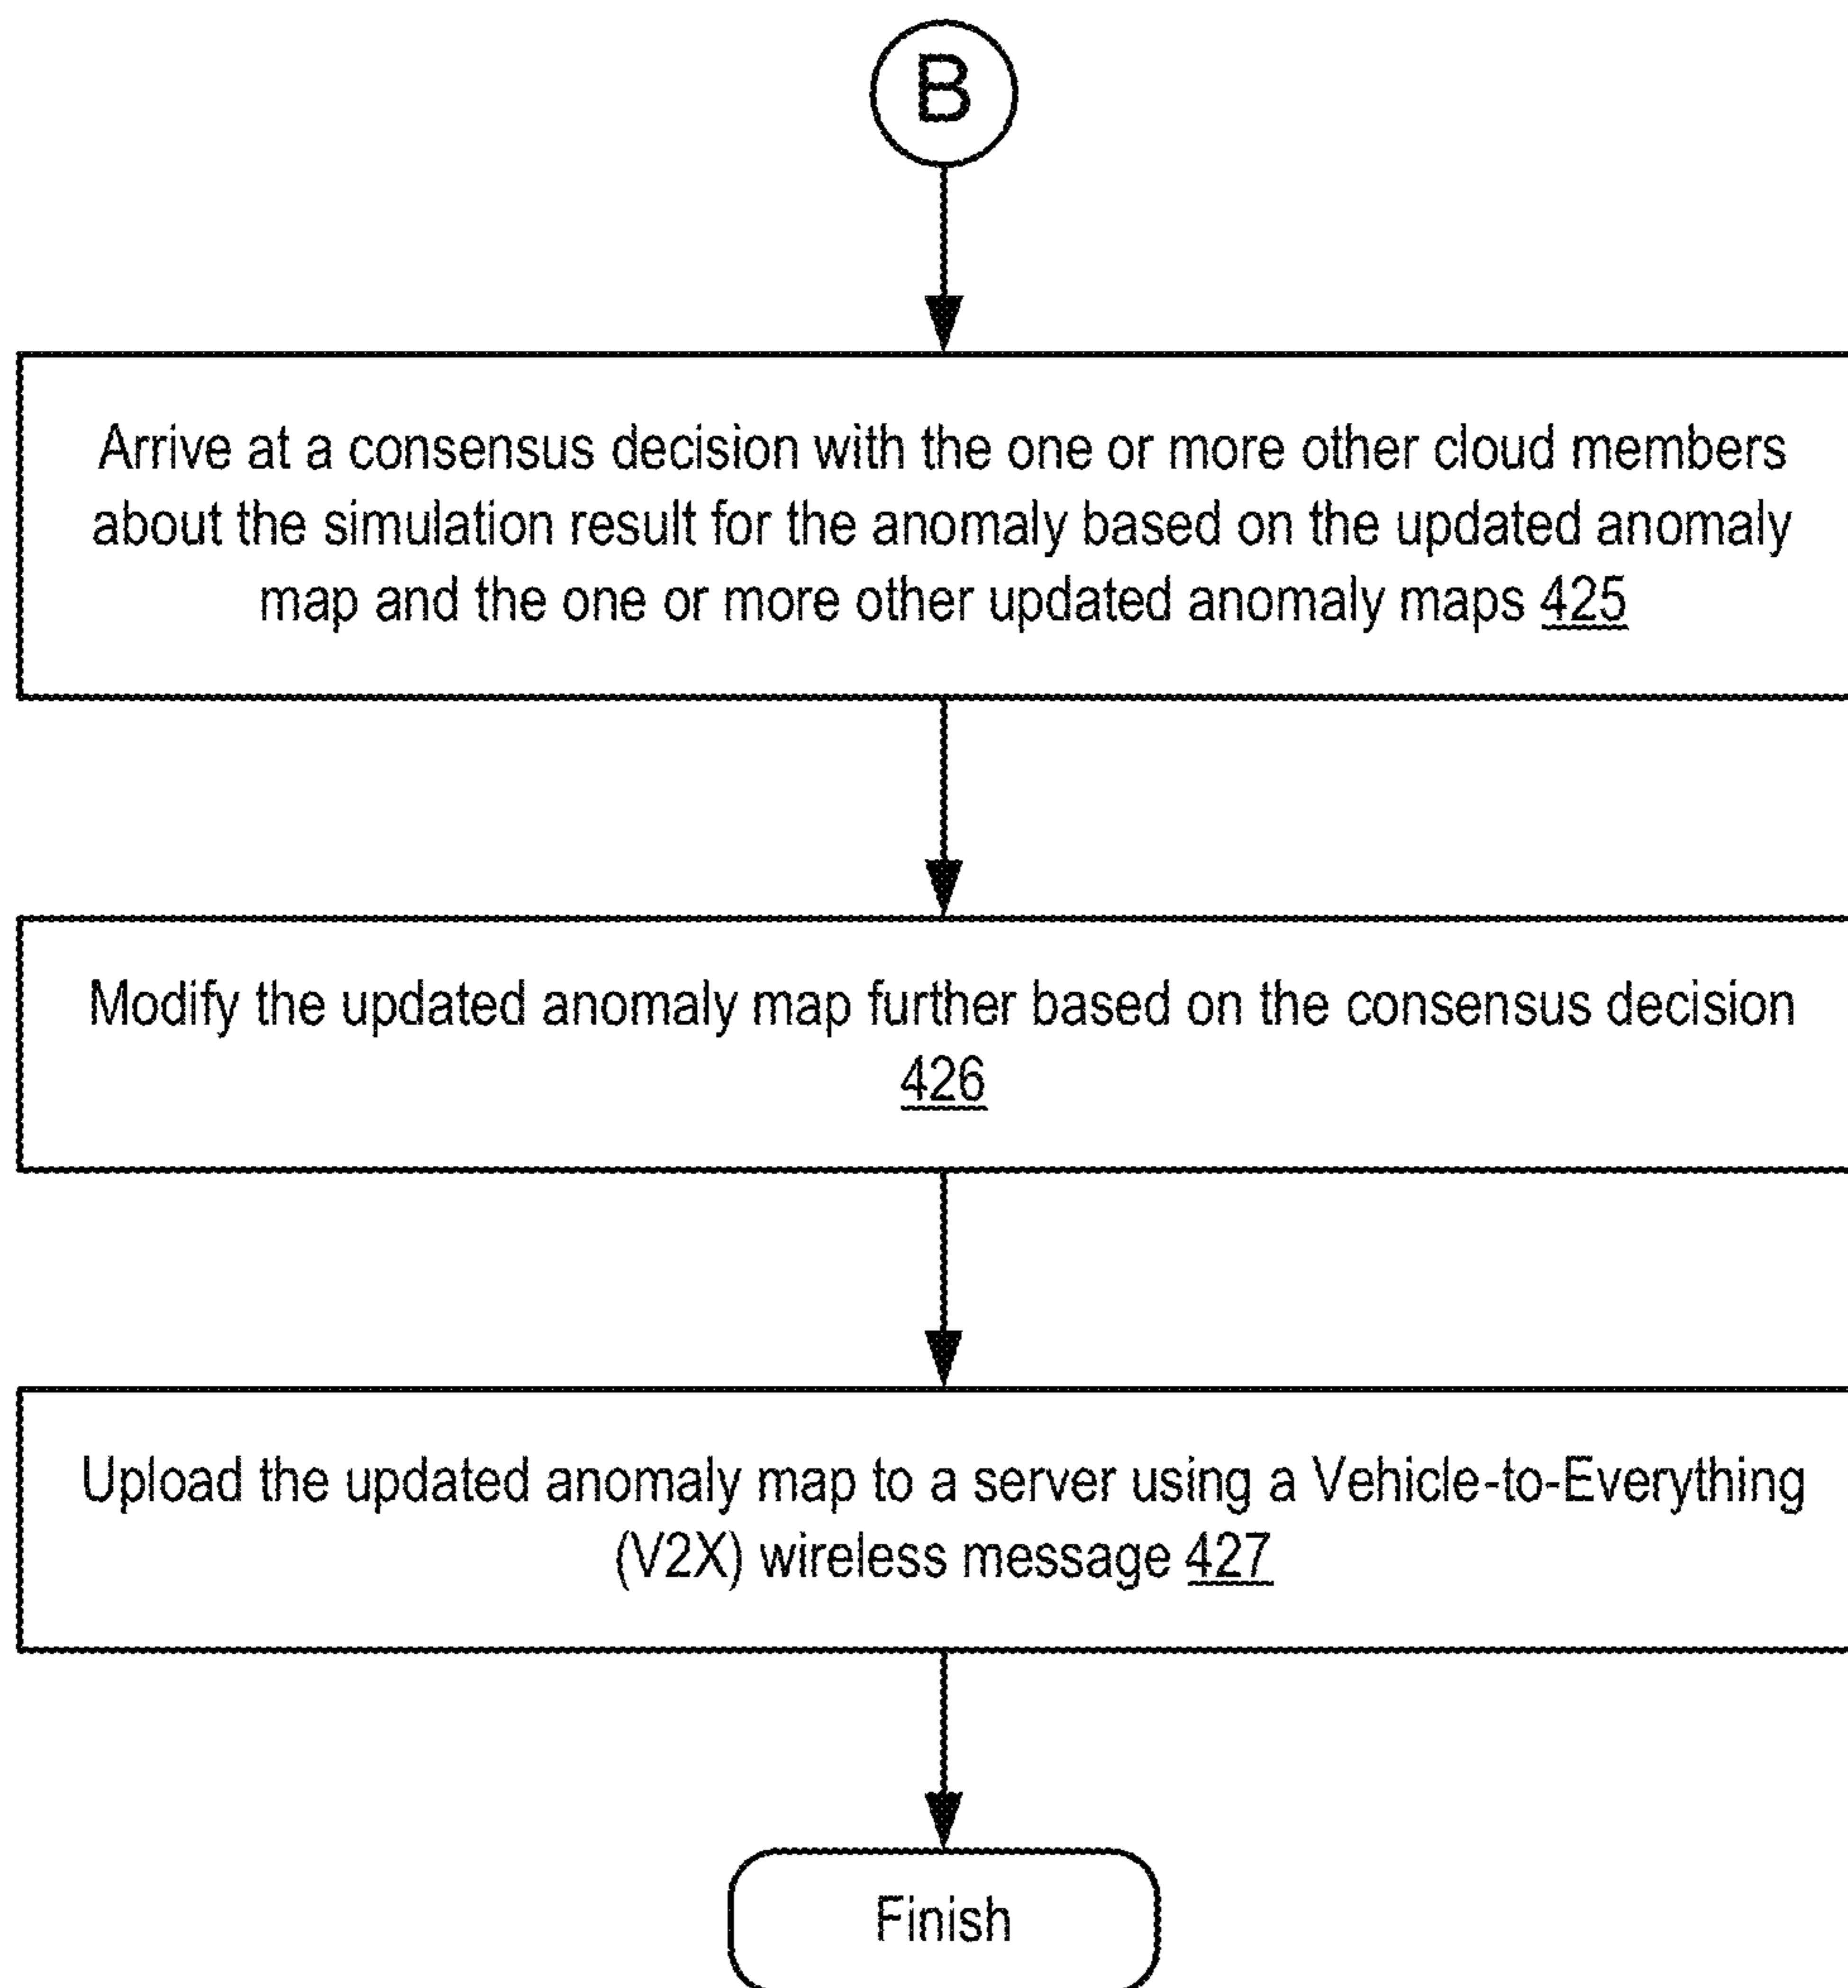 B
Arrive at a consensus decision with the one or more other cloud members
about the simulation result for the anomaly based on the updated anomaly
map and the one or more other updated anomaly maps 425
Modify the updated anomaly map further based on the consensus decision
426
Upload the updated anomaly map to a server using a Vehicle-to-Everything
(V2X) wireless message 427
Finish